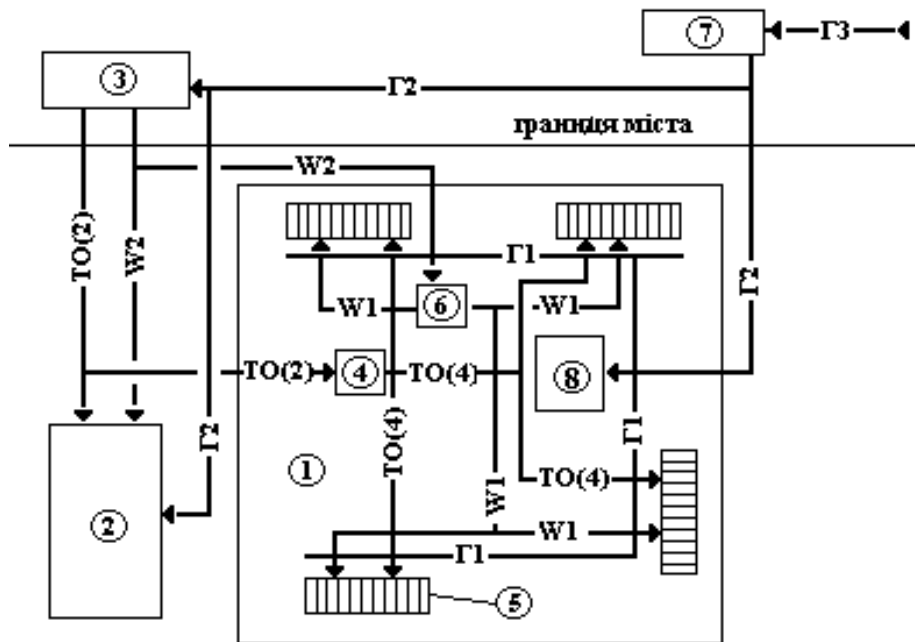 7
Г3
3
Г2
границя міста
W2
ТО(2)
W2
Г1
Г2
W1
6
W1
ТО(2)
4
ТО(4)
8
Г2
ТО(4)
Г1
1
ТО(4)
W1
2
W1
Г1
5